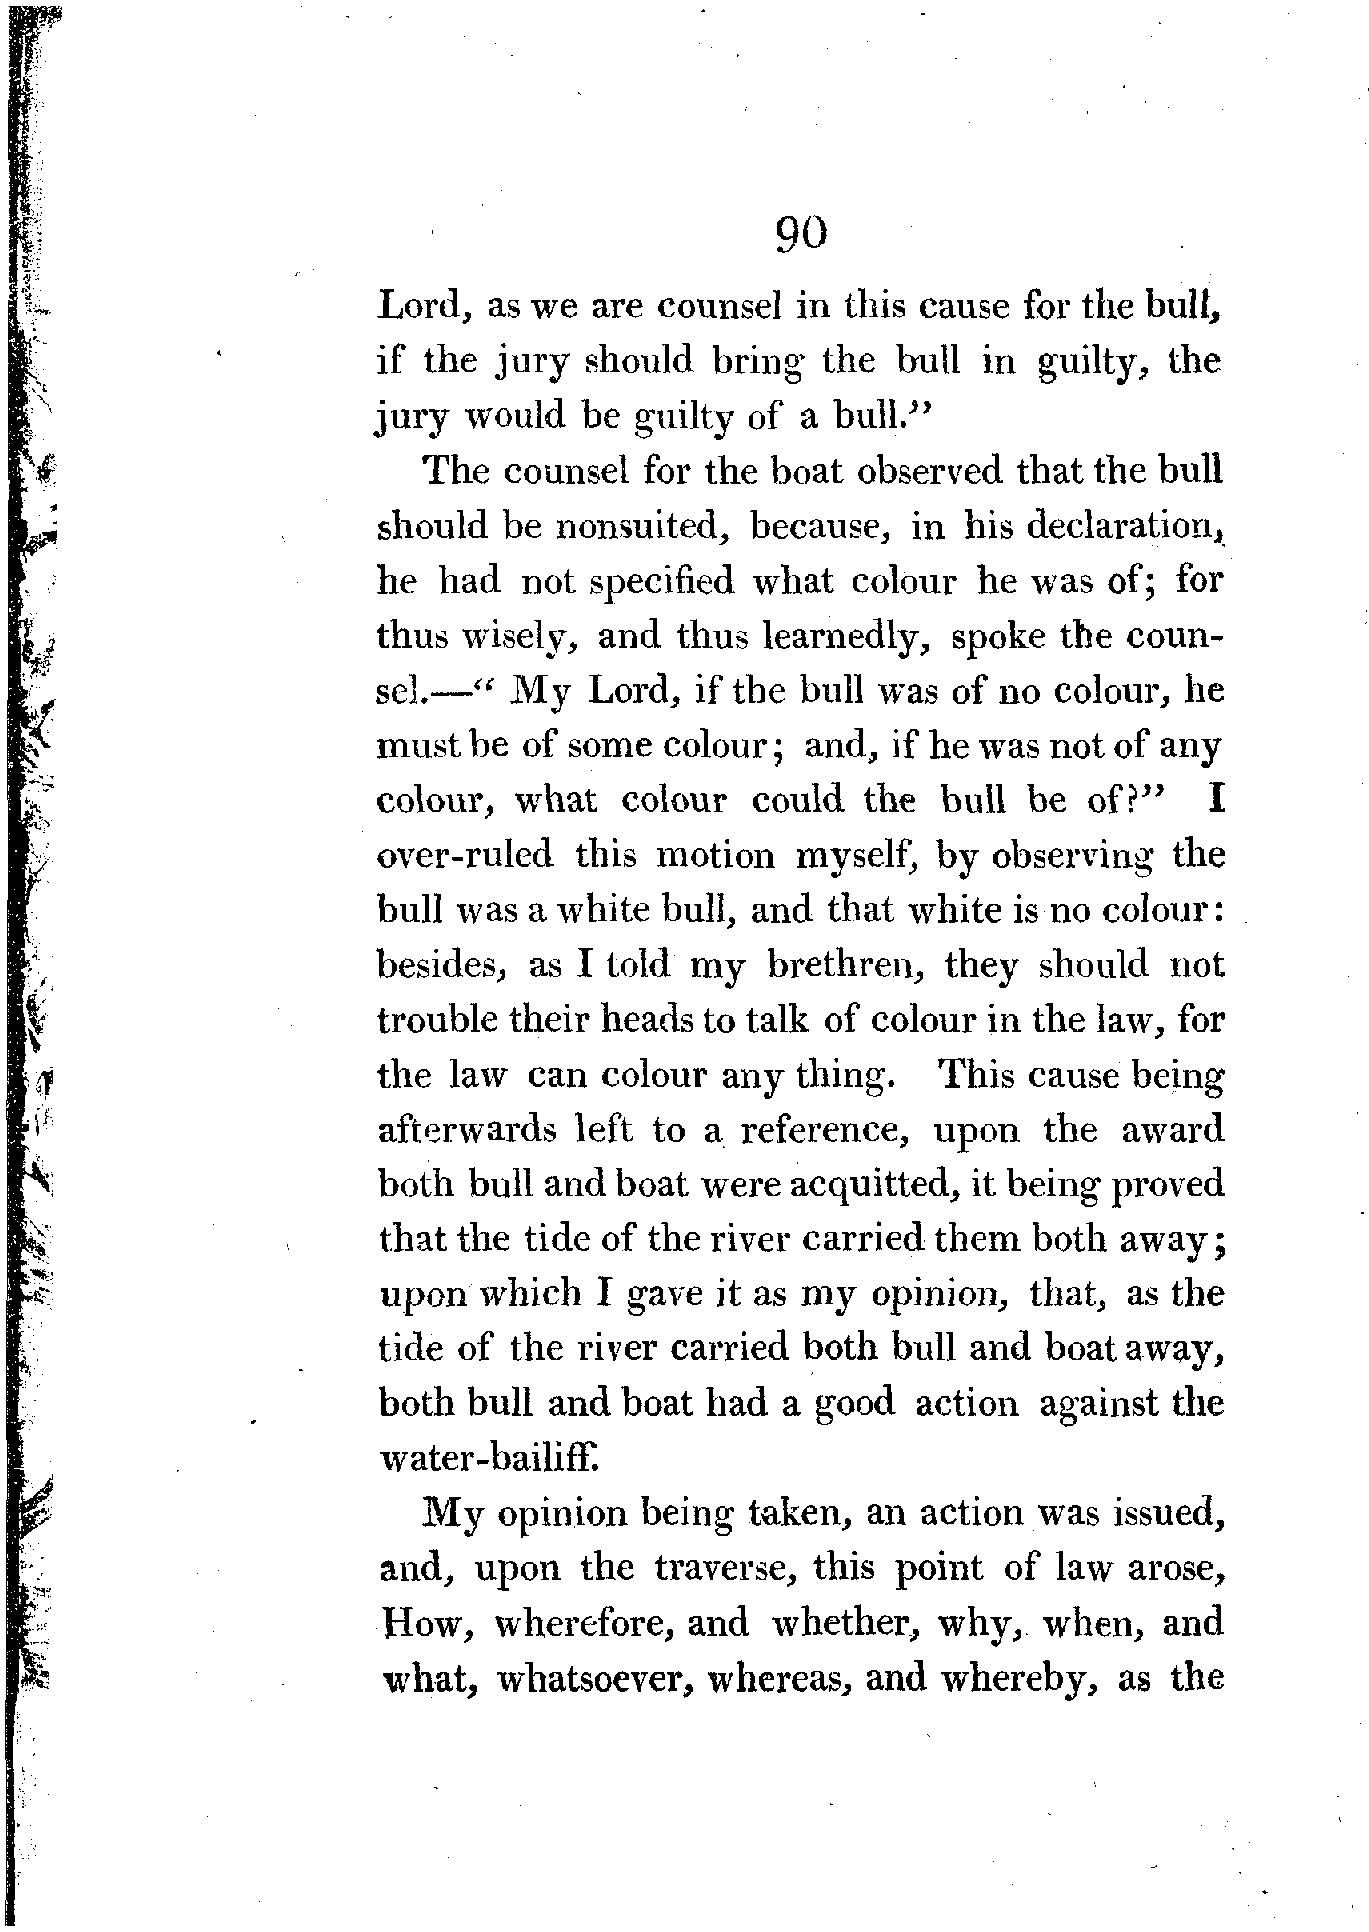 90
Lord, as we are counsel in this cause for the bull,
if the jury should bring the bull in guilty, the
jury would be guilty of a bull.”
The counsel for the boat observed that the bull
should be nonsuited, because, in his declaration,
he had not specified what colour he was of; for
thus wisely, and thus learnedly, spoke the coun-
sel.—“ My Lord, if the bull was of no colour, he
must be of some colour; and, if he was not of any
colour, what colour could the bull be of?” I
over-ruled this motion myself, by observing the
bull was a white bull, and that white is no colour:
besides, as I told my brethren, they should not
trouble their heads to talk of colour in the law, for
the law can colour any thing. This cause being
afterwards left to a reference, upon the award
both bull and boat were acquitted, it being proved
that the tide of the river carried them both away;
upon which I gave it as my opinion, that, as the
tide of the river carried both bull and boat away,
both bull and boat had a good action against the
water-bailiff.
My opinion being taken, an action was issued,
and, upon the traverse, this point of law arose,
How, wherefore, and whether, why, when, and
what, whatsoever, whereas, and whereby, as the